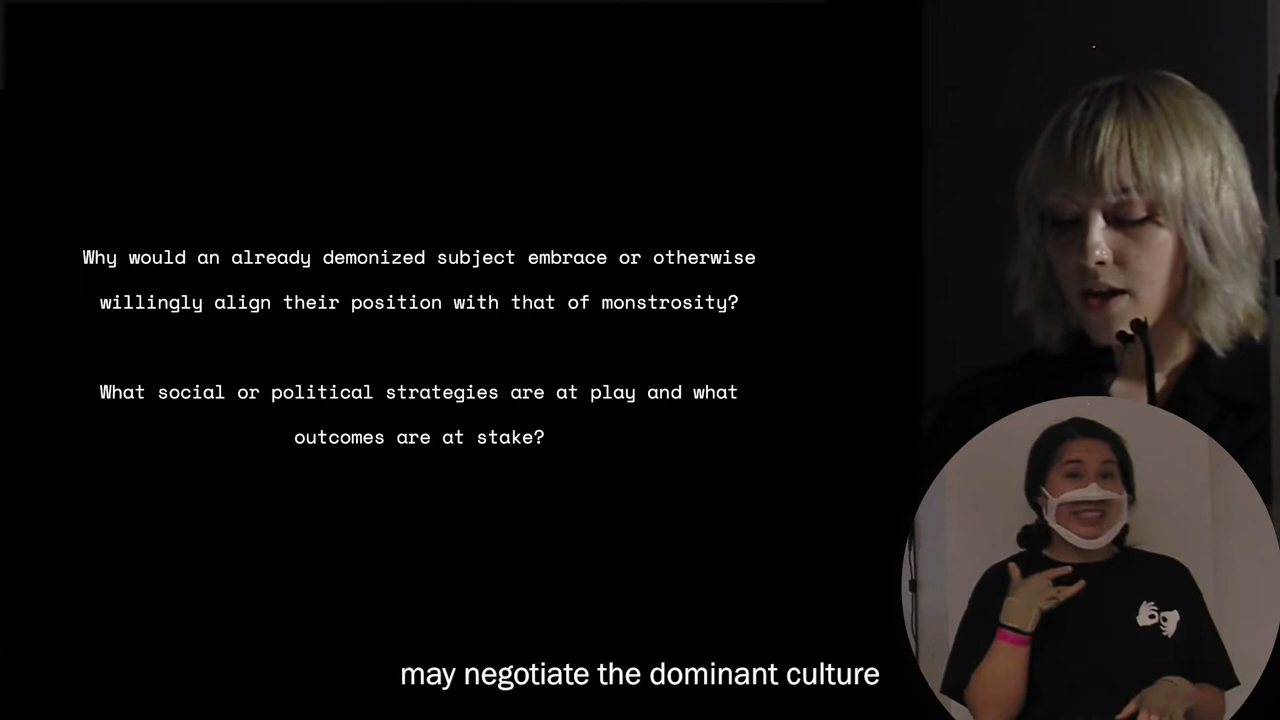 Why would an already demonized subject embrace or otherwise
willingly align their position with that of monstrosity?
What social or political strategies are at play and what
outcomes are at stake?
may negotiate the dominant culture